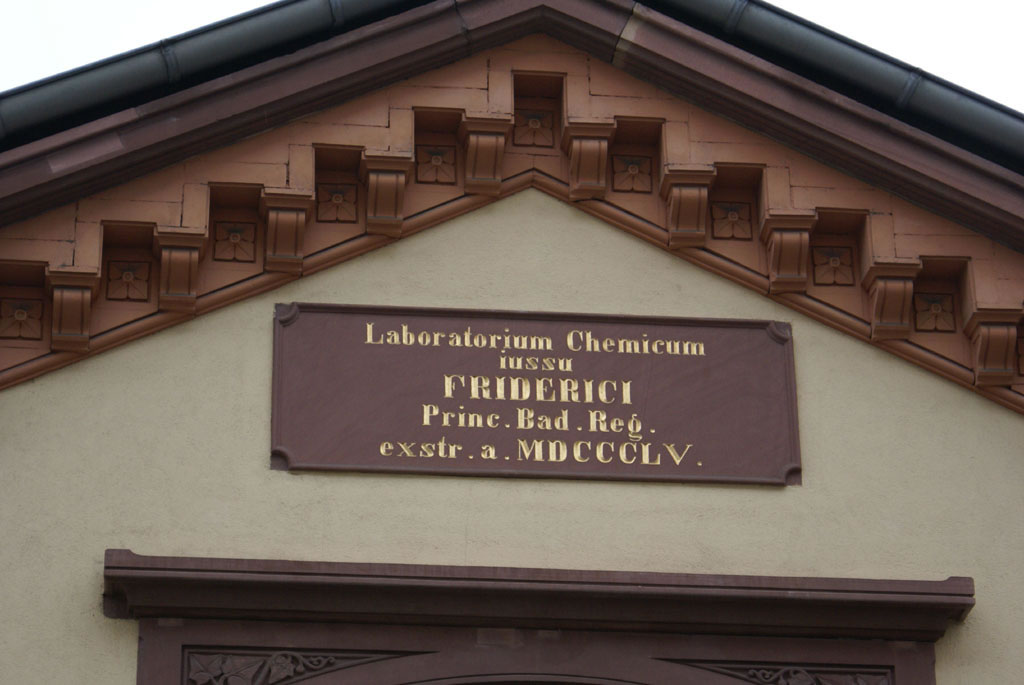 Laboratorium Chemicum
iussu
FRIDERICI
Princ. Bad. Reg.
exstr. a. MDCCCLV.